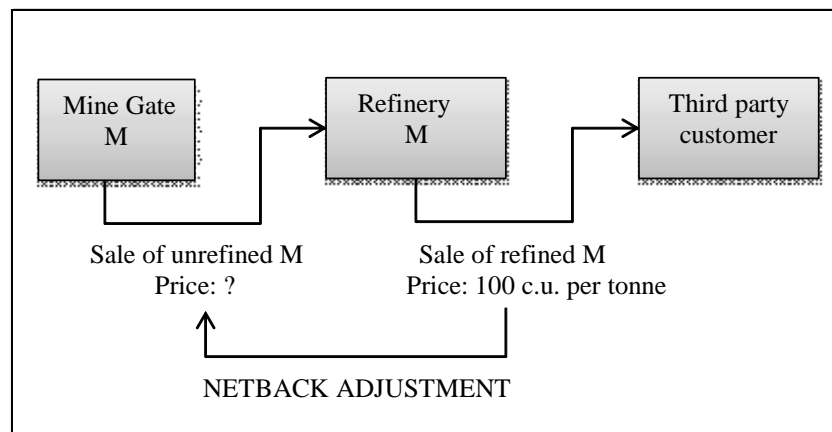 Mine Gate
M
Refinery
M
Third party
customer
Sale of unrefined M
Price: ?
Sale of refined M
Price: 100 c.u. per tonne
NETBACK ADJUSTMENT